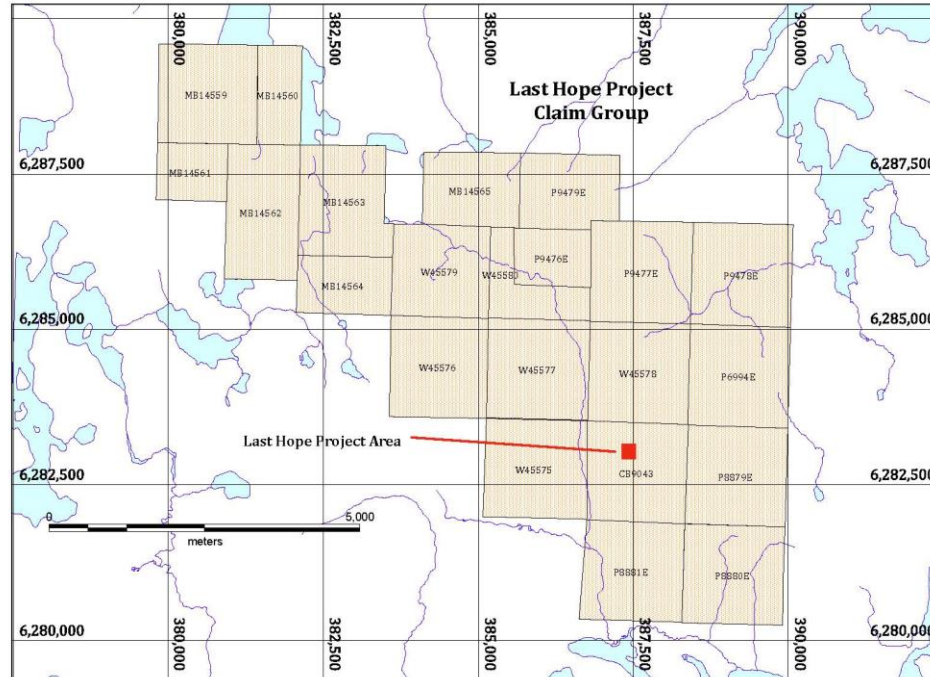 380,000
382,500
385,000
387,500
390,000
Last Hope Project
Claim Group
MB14559
MB14560
6,287,500
6,287,500
MB14561
MB14562
MB14563
MB14565
P9479E
W45579
W45580
P9476E
P9477E
P9478E
MB14564
6,285,000
6,285,000
W45576
W45577
W45578
P6994E
Last Hope Project Area
6,282,500
6,282,500
W45575
CB9043
P8879E
0
5,000
meters
P8881E
P8880E
6,280,000
6,280,000
380,000
382,500
385,000
387,500
390,000